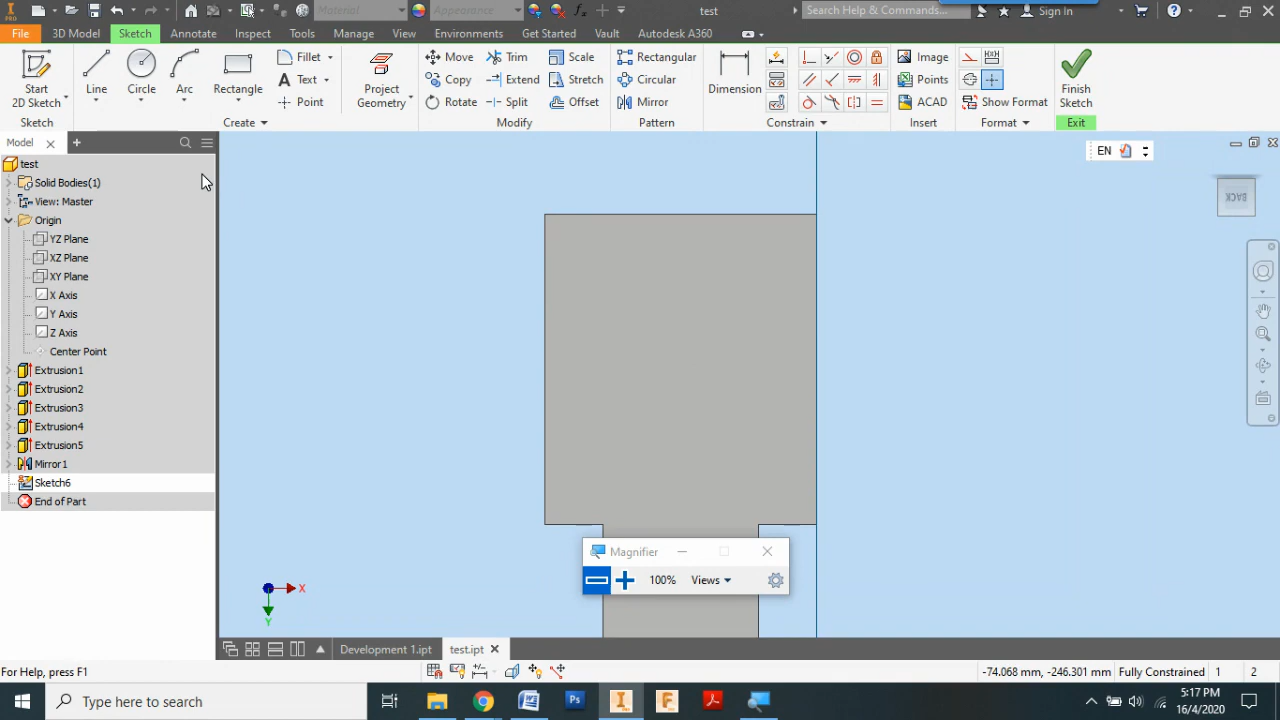 PRO
Material
Appearance
test
Search Help & Commands...
Sign In
File
3D Model
Sketch
Annotate
Inspect
Tools
Manage
View
Environments
Get Started
Vault
Autodesk A360
Start
2D Sketch
Line
Circle
Arc
Rectangle
Fillet
Text
Point
Project
Geometry
Move
Copy
Rotate
Trim
Extend
Split
Scale
Stretch
Offset
Rectangular
Circular
Mirror
Dimension
Image
Points
ACAD
Show Format
Finish
Sketch
Sketch
Create
Modify
Pattern
Constrain
Insert
Format
Exit
Model
test
Solid Bodies(1)
View: Master
Origin
YZ Plane
XZ Plane
XY Plane
X Axis
Y Axis
Z Axis
Center Point
Extrusion1
Extrusion2
Extrusion3
Extrusion4
Extrusion5
Mirror1
Sketch6
End of Part
EN
BACK
Magnifier
100%
Views
X
Y
Development 1.ipt
test.ipt
For Help, press F1
-74.068 mm, -246.301 mm
Fully Constrained
1
2
Type here to search
5:17 PM
16/4/2020